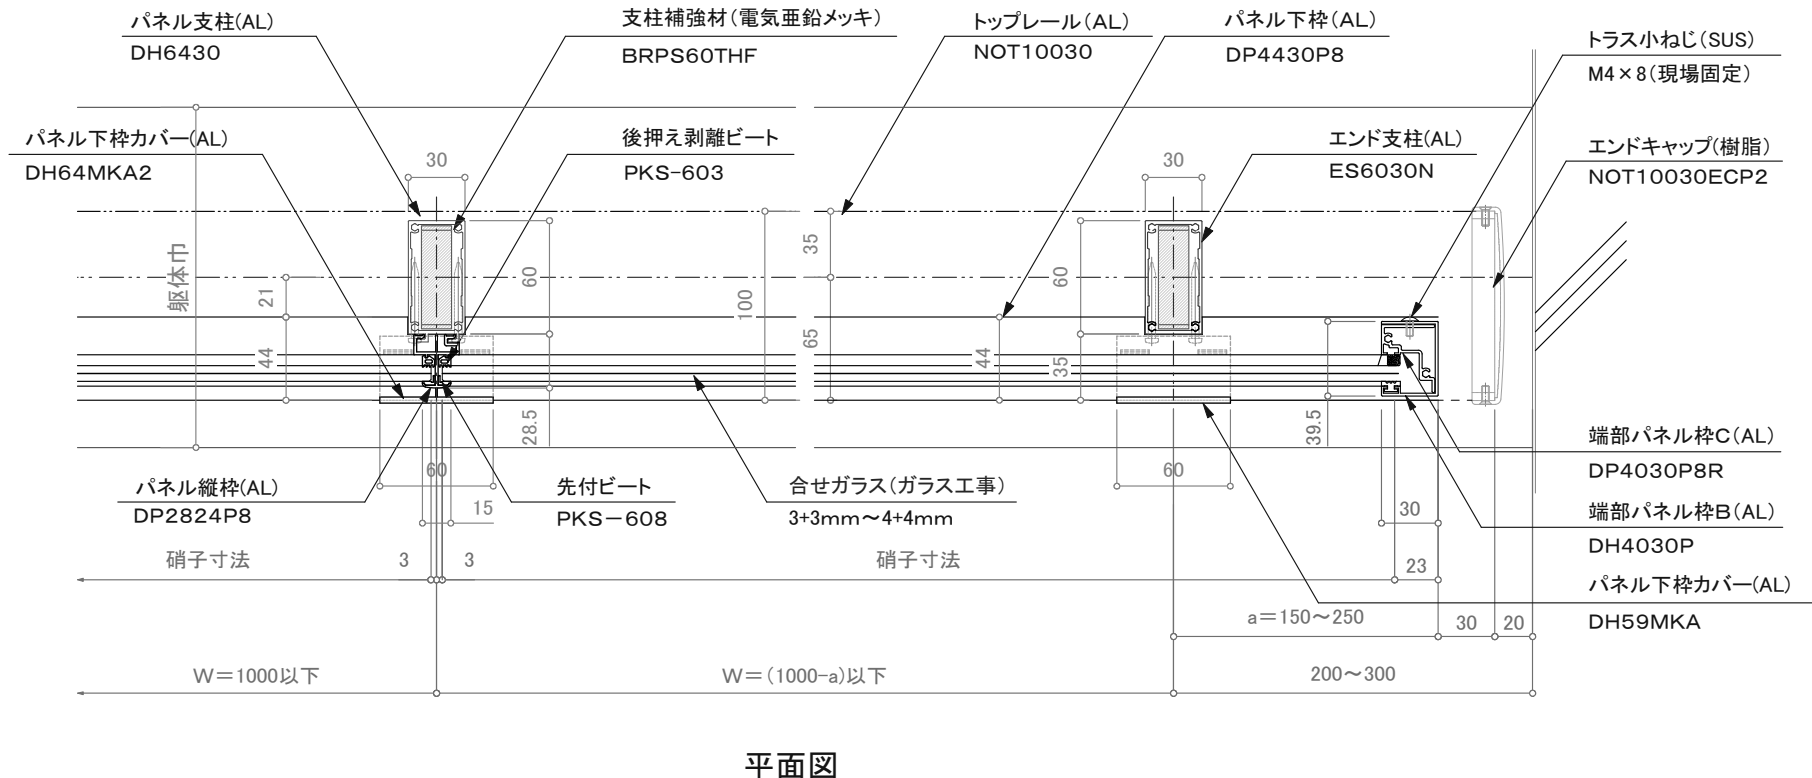 パネル支柱(AL)
DH6430
支柱補強材(電気亜鉛メッキ)
BRPS60THF
トップレール(AL)
NOT10030
パネル下枠(AL)
DP4430P8
トラス小ねじ(SUS)
M4×8(現場固定)
パネル下枠カバー(AL)
DH64MKA2
後押え剥離ビート
PKS-603
エンド支柱(AL)
ES6030N
エンドキャップ(樹脂)
NOT10030ECP2
30
30
躯体巾
21
44
60
28.5
100
35
65
44
60
35
39.5
60
15
60
30
パネル縦枠(AL)
DP2824P8
先付ビート
PKS-608
合せガラス(ガラス工事)
3+3mm～4+4mm
端部パネル枠C(AL)
DP4030P8R
端部パネル枠B(AL)
DH4030P
パネル下枠カバー(AL)
DH59MKA
硝子寸法
3
3
硝子寸法
23
a=150～250
30
20
W=1000以下
W=(1000-a)以下
200～300
平面図